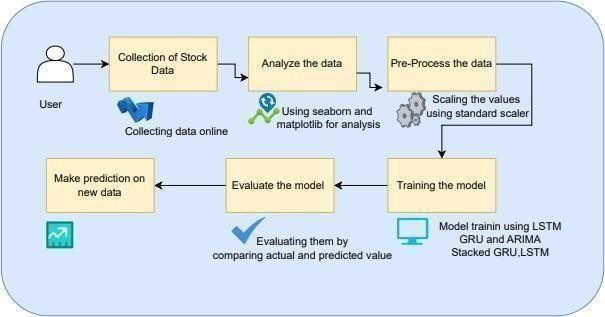 User
Collection of Stock
Data
Collecting data online
Analyze the data
Using seaborn and
matplotlib for analysis
Pre-Process the data
Scaling the values
using standard scaler
Training the model
Model trainin using LSTM
GRU and ARIMA
Stacked GRU,LSTM
Evaluate the model
Evaluating them by
comparing actual and predicted value
Make prediction on
new data